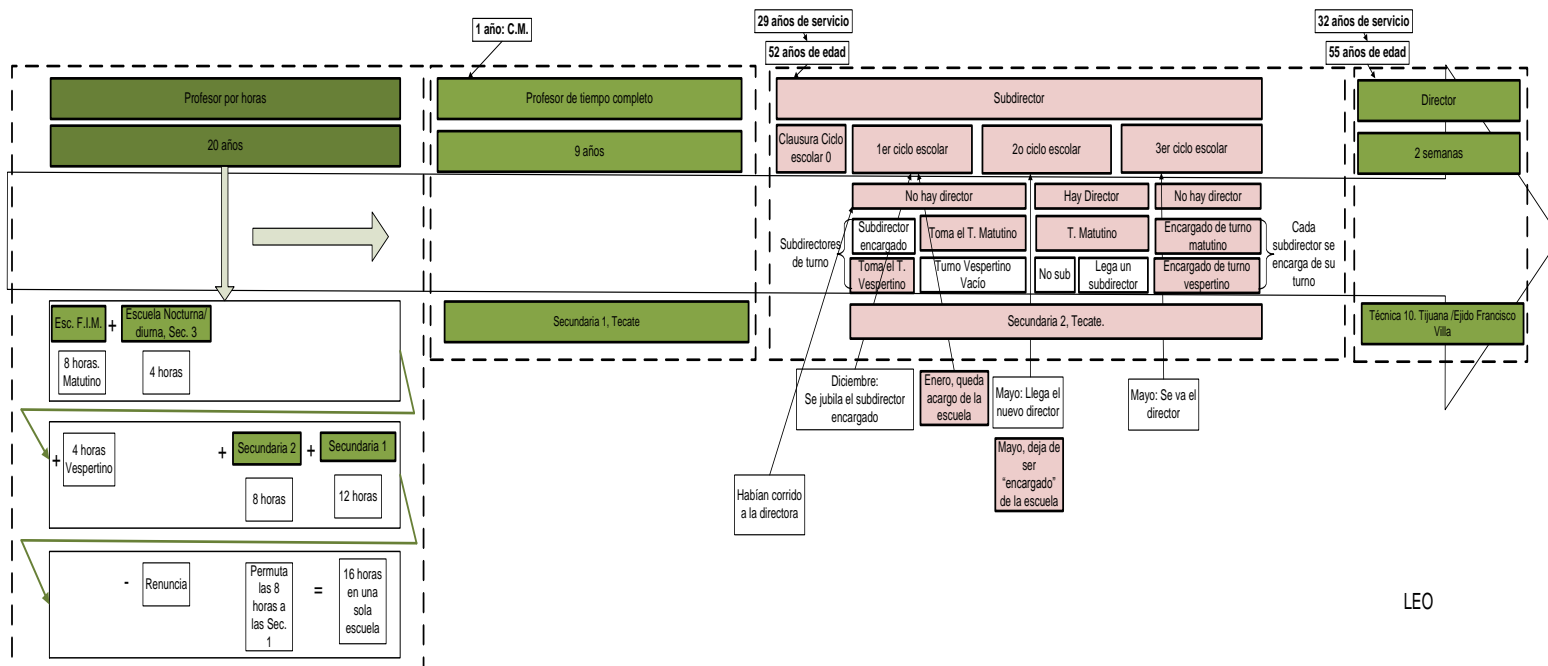 1 año: C.M.
29 años de servicio
52 años de edad
32 años de servicio
55 años de edad
Profesor por horas
20 años
Profesor de tiempo completo
9 años
Subdirector
Clausura Ciclo
escolar 0
1er ciclo escolar
2o ciclo escolar
3er ciclo escolar
Director
2 semanas
No hay director
Hay Director
No hay director
Subdirectores
de turno
Subdirector
encargado
Toma el T. Matutino
T. Matutino
Encargado de turno
matutino
Toma el T.
Vespertino
Turno Vespertino
Vacío
No sub
Lega un
subdirector
Encargado de turno
vespertino
Cada
subdirector se
encarga de su
turno
Esc. F.I.M.
+
Escuela Nocturna/
diurna, Sec. 3
8 horas.
Matutino
4 horas
Secundaria 1, Tecate
Secundaria 2, Tecate.
Técnica 10. Tijuana /Ejido Francisco
Villa
Diciembre:
Se jubila el subdirector
encargado
Enero, queda
acargo de la
escuela
Mayo: Llega el
nuevo director
Mayo: Se va el
director
Mayo, deja de
ser
“encargado”
de la escuela
Habían corrido
a la directora
+
4 horas
Vespertino
+
Secundaria 2
+
Secundaria 1
8 horas
12 horas
-
Renuncia
Permuta
las 8
horas a
las Sec.
1
=
16 horas
en una
sola
escuela
LEO